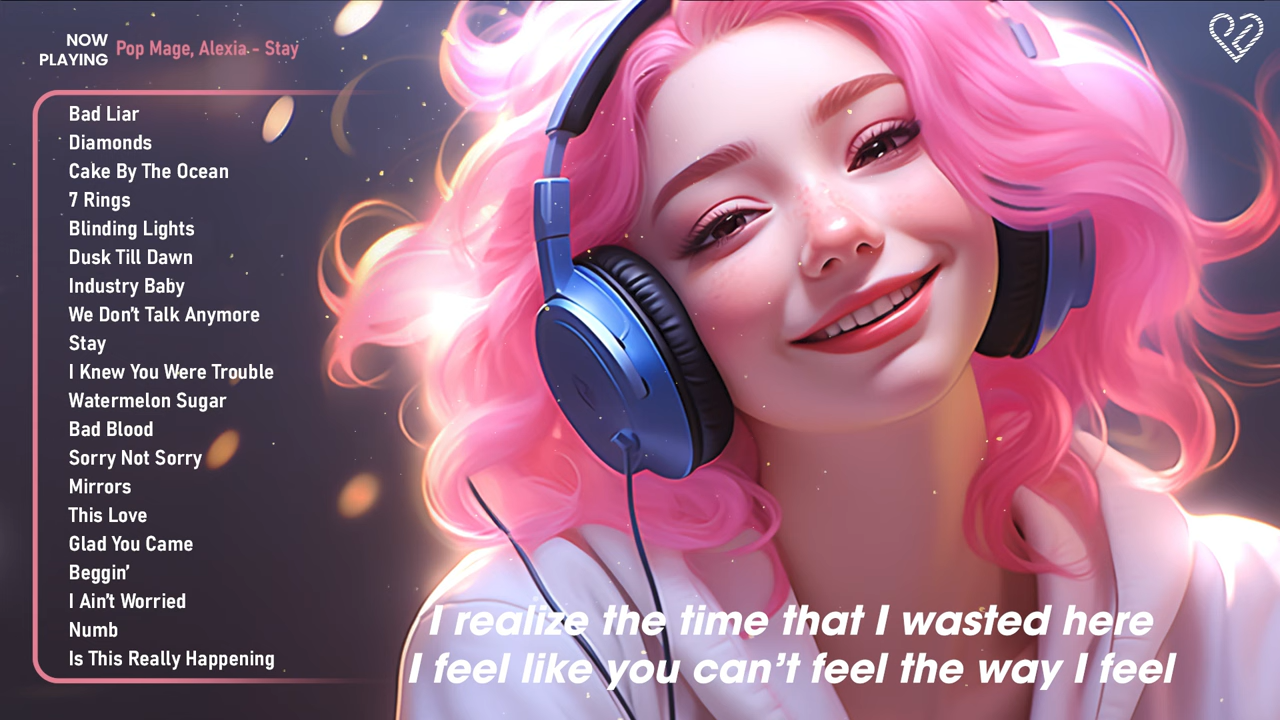 NOW
PLAYING
Pop Mage, Alexia - Stay
Bad Liar
Diamonds
Cake By The Ocean
7 Rings
Blinding Lights
Dusk Till Dawn
Industry Baby
We Don't Talk Anymore
Stay
I Knew You Were Trouble
Watermelon Sugar
Bad Blood
Sorry Not Sorry
Mirrors
This Love
Glad You Came
Beggin'
I Ain't Worried
Numb
Is This Really Happening
I realize the time that I wasted here
I feel like you can't feel the way I feel